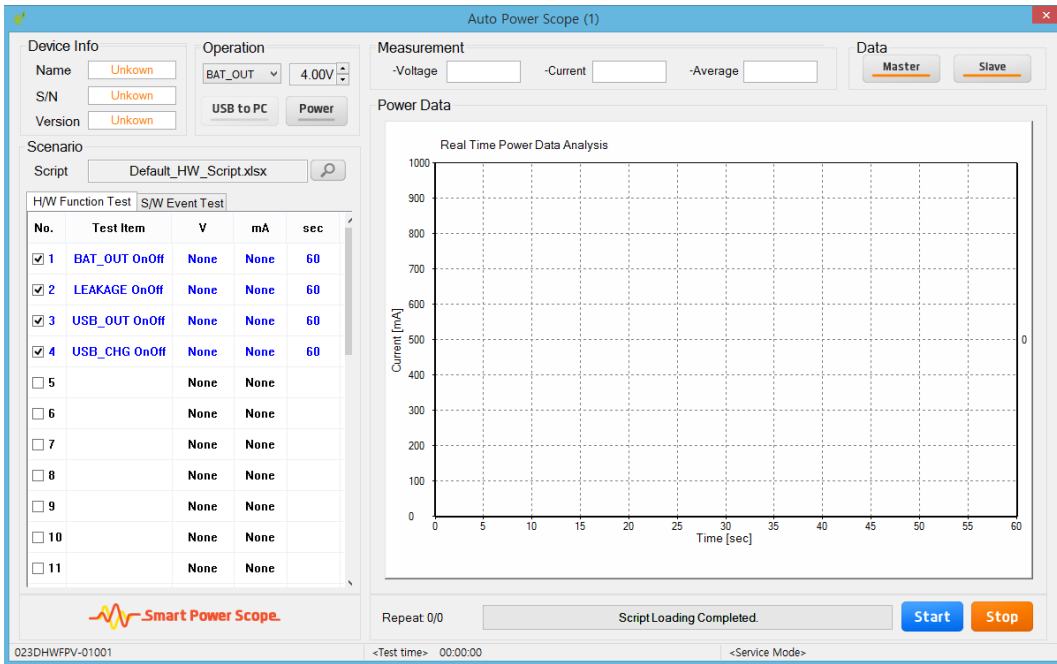 Auto Power Scope (1)
Device Info
Name Unkown
S/N Unkown
Version Unkown
Operation
BAT_OUT 4.00V
USB to PC Power
Measurement
-Voltage -Current -Average
Data
Master Slave
Scenario
Script Default_HW_Script.xlsx
H/W Function Test S/W Event Test
No. Test Item V mA sec
1 BAT_OUT OnOff None None 60
2 LEAKAGE OnOff None None 60
3 USB_OUT OnOff None None 60
4 USB_CHG OnOff None None 60
5 None None
6 None None
7 None None
8 None None
9 None None
10 None None
11 None None
Smart Power Scope
Power Data
Real Time Power Data Analysis
1000
900
800
700
600
500
400
300
200
100
0
Current [mA]
0
0 5 10 15 20 25 30 35 40 45 50 55 60
Time [sec]
Repeat: 0/0 Script Loading Completed. Start Stop
023DHWFPV-01001 <Test time> 00:00:00 <Service Mode>